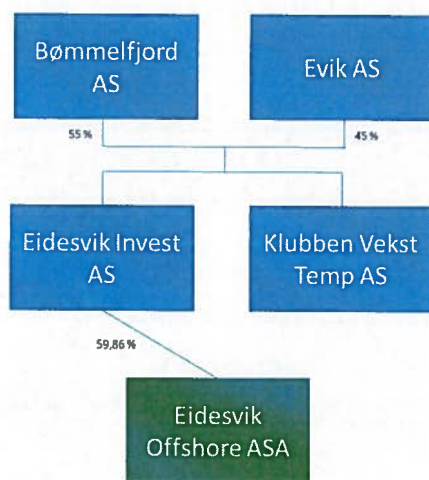 Bømmelfjord
AS
Evik AS
55 %
45 %
Eidesvik Invest
AS
Klubben Vekst
Temp AS
59,86 %
Eidesvik
Offshore ASA